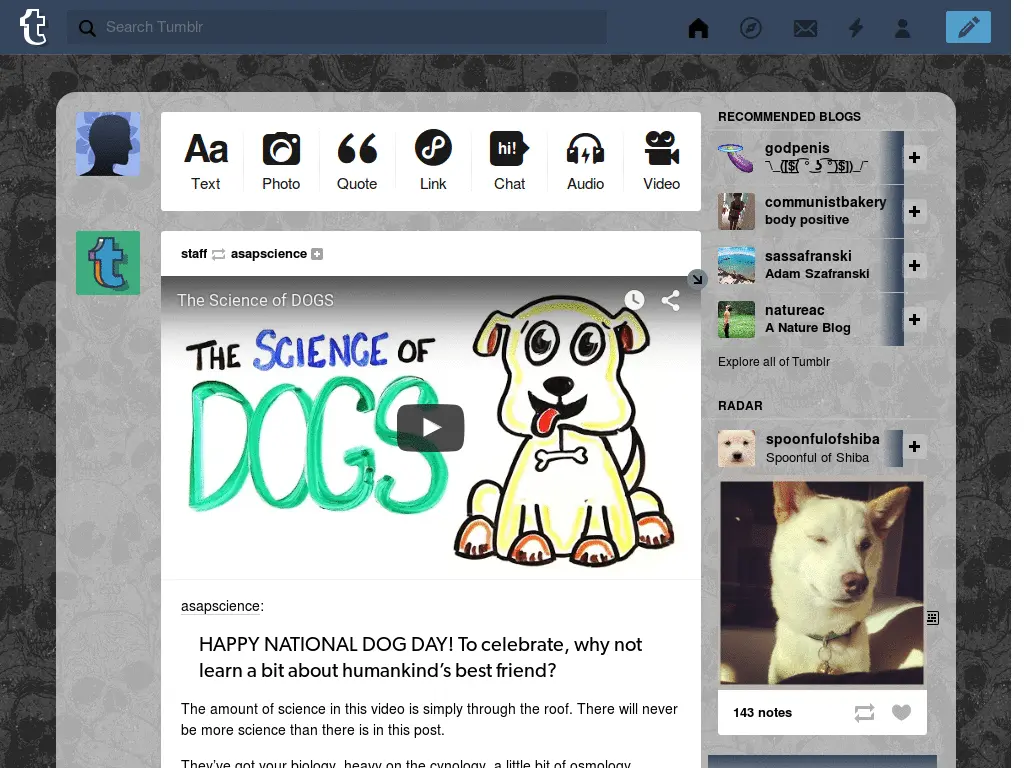 Search Tumblr
Aa
hi!
Text
Photo
Quote
Link
Chat
Audio
Video
staff asapscience
The Science of DOGS
THE SCIENCE OF
DOGS
asapscience:
HAPPY NATIONAL DOG DAY! To celebrate, why not
learn a bit about humankind’s best friend?
The amount of science in this video is simply through the roof. There will never
be more science than there is in this post.
They’ve got your biology, heavy on the cynology, a little bit of osmology,
RECOMMENDED BLOGS
godpenis
communistbakery
body positive
sassafranski
Adam Szafranski
natureac
A Nature Blog
Explore all of Tumblr
RADAR
spoonfulofshiba
Spoonful of Shiba
143 notes